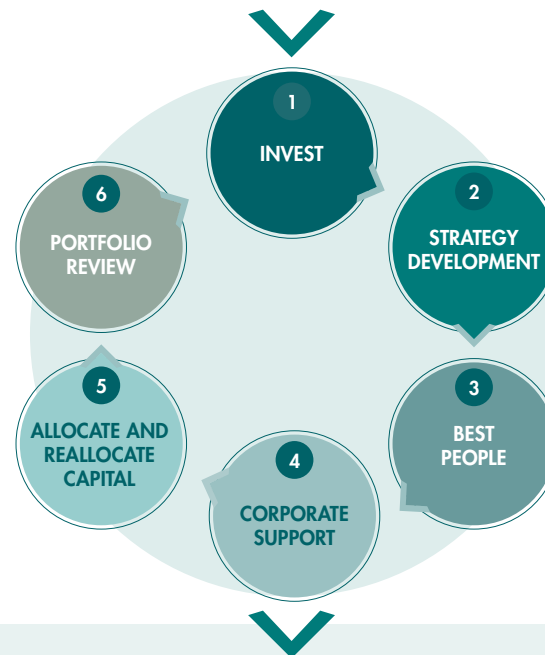 1
INVEST
2
STRATEGY
DEVELOPMENT
3
BEST
PEOPLE
4
CORPORATE
SUPPORT
5
ALLOCATE AND
REALLOCATE
CAPITAL
6
PORTFOLIO
REVIEW